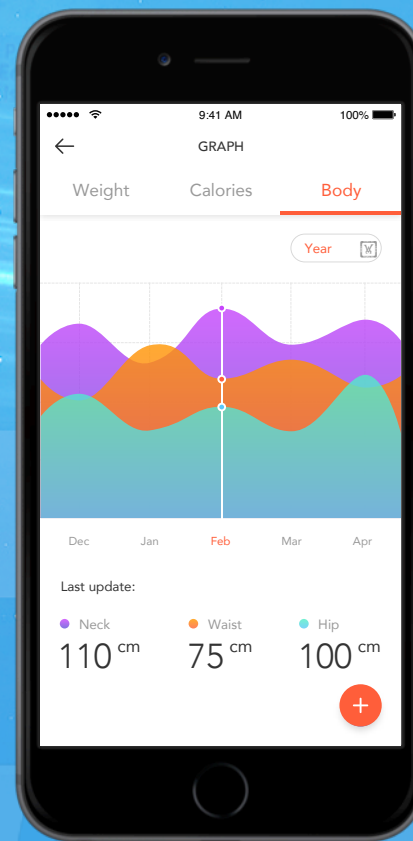 9:41 AM 100%
GRAPH
Weight Calories Body
Year
Dec Jan Feb Mar Apr
Last update:
Neck Waist Hip
110 cm 75 cm 100 cm